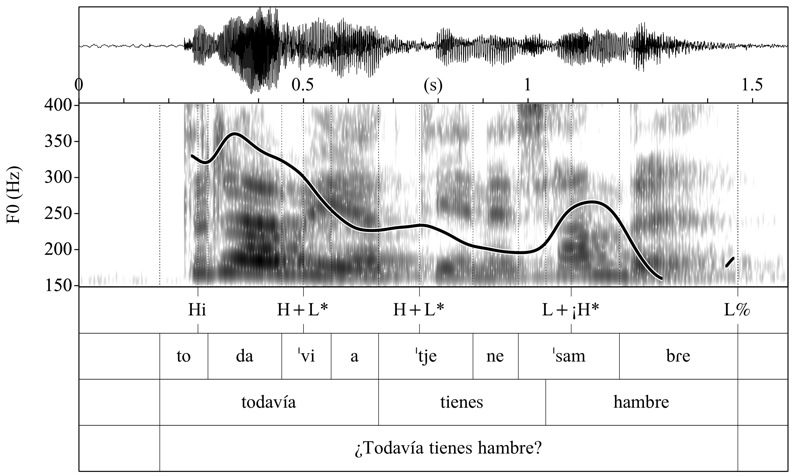 0 0.5 (s) 1 1.5
400
350
300
250
200
150
F0 (Hz)
Hi H+L* H+L* L+¡H* L%
to da ˈvi a ˈtje ne ˈsam bɾe
todavía tienes hambre
¿Todavía tienes hambre?